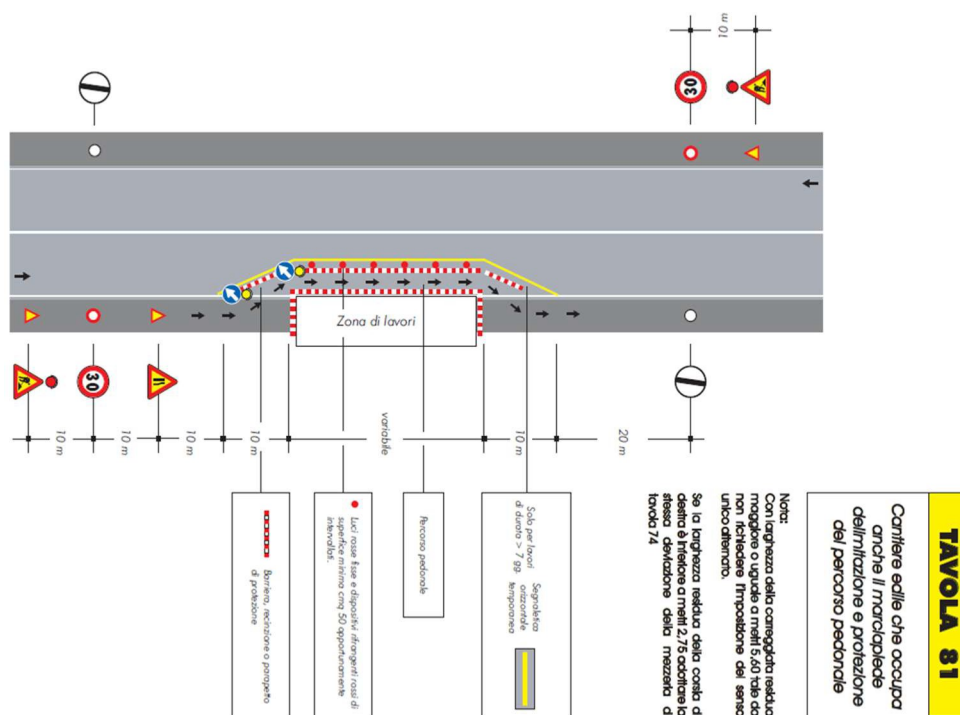 TAVOLA 81
Cantiere edile che occupa
anche il marciapiede
delimitazione e protezione
del percorso pedonale
Nota:
Con larghezza della carreggiata residua
maggiore o uguale a metri 5,60 tale da
non richiedere l'imposizione del senso
unico alternato.
Se la larghezza residua della corsia di
destra è inferiore a metri 2,75 adottare la
stessa deviazione della mezzeria di
tavola 74
10 m
30
Zona di lavori
30
10 m
10 m
10 m
10 m
variabile
10 m
20 m
Solo per lavori
di durata > 7 gg.
Segnaletica
orizzontale
temporanea
Percorso pedonale
Luci rosse fisse e dispositivi rifrangenti rossi di
superfice minima cmq 50 opportunamente
intervallati.
Barriera, recinzione o parapetto
di protezione